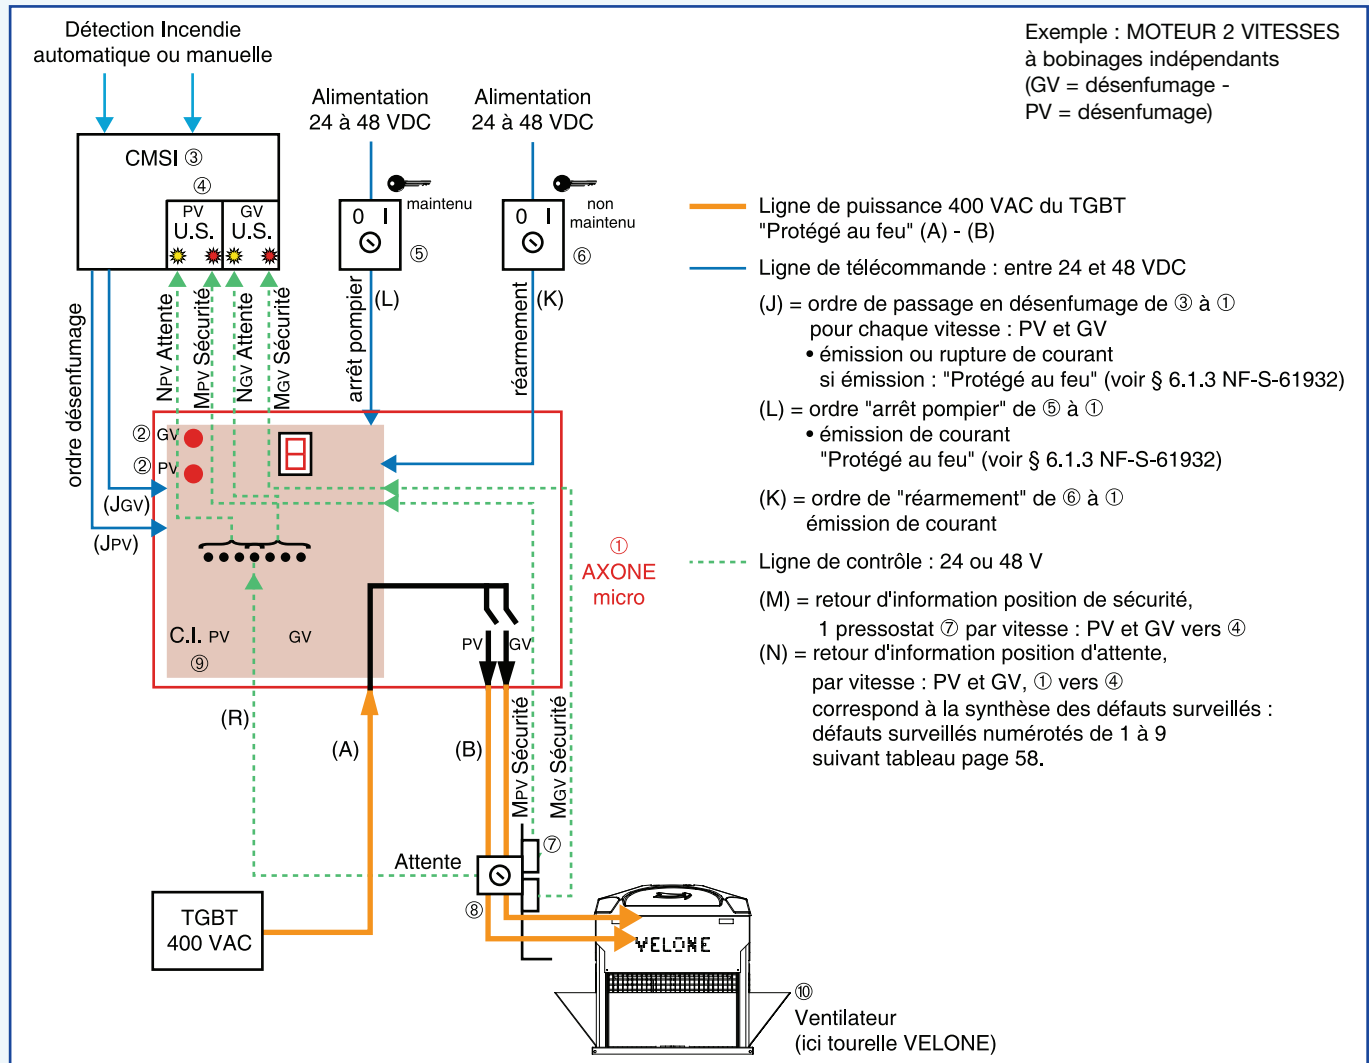 Détection Incendie
automatique ou manuelle
Exemple : MOTEUR 2 VITESSES
à bobinages indépendants
(GV = désenfumage -
PV = désenfumage)
Alimentation
24 à 48 VDC
Alimentation
24 à 48 VDC
CMSI ③
④
PV
U.S.
GV
U.S.
maintenu
0 I
⑤
non
maintenu
0 I
⑥
Ligne de puissance 400 VAC du TGBT
"Protégé au feu" (A) - (B)
Ligne de télécommande : entre 24 et 48 VDC
(J) = ordre de passage en désenfumage de ③ à ①
pour chaque vitesse : PV et GV
• émission ou rupture de courant
si émission : "Protégé au feu" (voir § 6.1.3 NF-S-61932)
(L) = ordre "arrêt pompier" de ⑤ à ①
• émission de courant
"Protégé au feu" (voir § 6.1.3 NF-S-61932)
(K) = ordre de "réarmement" de ⑥ à ①
émission de courant
Ligne de contrôle : 24 ou 48 V
(M) = retour d'information position de sécurité,
1 pressostat ⑦ par vitesse : PV et GV vers ④
(N) = retour d'information position d'attente,
par vitesse : PV et GV, ① vers ④
correspond à la synthèse des défauts surveillés :
défauts surveillés numérotés de 1 à 9
suivant tableau page 58.
ordre désenfumage
NPV Attente
MPV Sécurité
NGV Attente
MGV Sécurité
arrêt pompier
(L)
réarmement
(K)
② GV
② PV
8
(JGV)
(JPV)
①
AXONE
micro
C.I. PV
GV
⑨
PV
GV
(R)
(A)
(B)
MPV Sécurité
MGV Sécurité
Attente
⑦
⑧
TGBT
400 VAC
VELONE
⑩
Ventilateur
(ici tourelle VELONE)